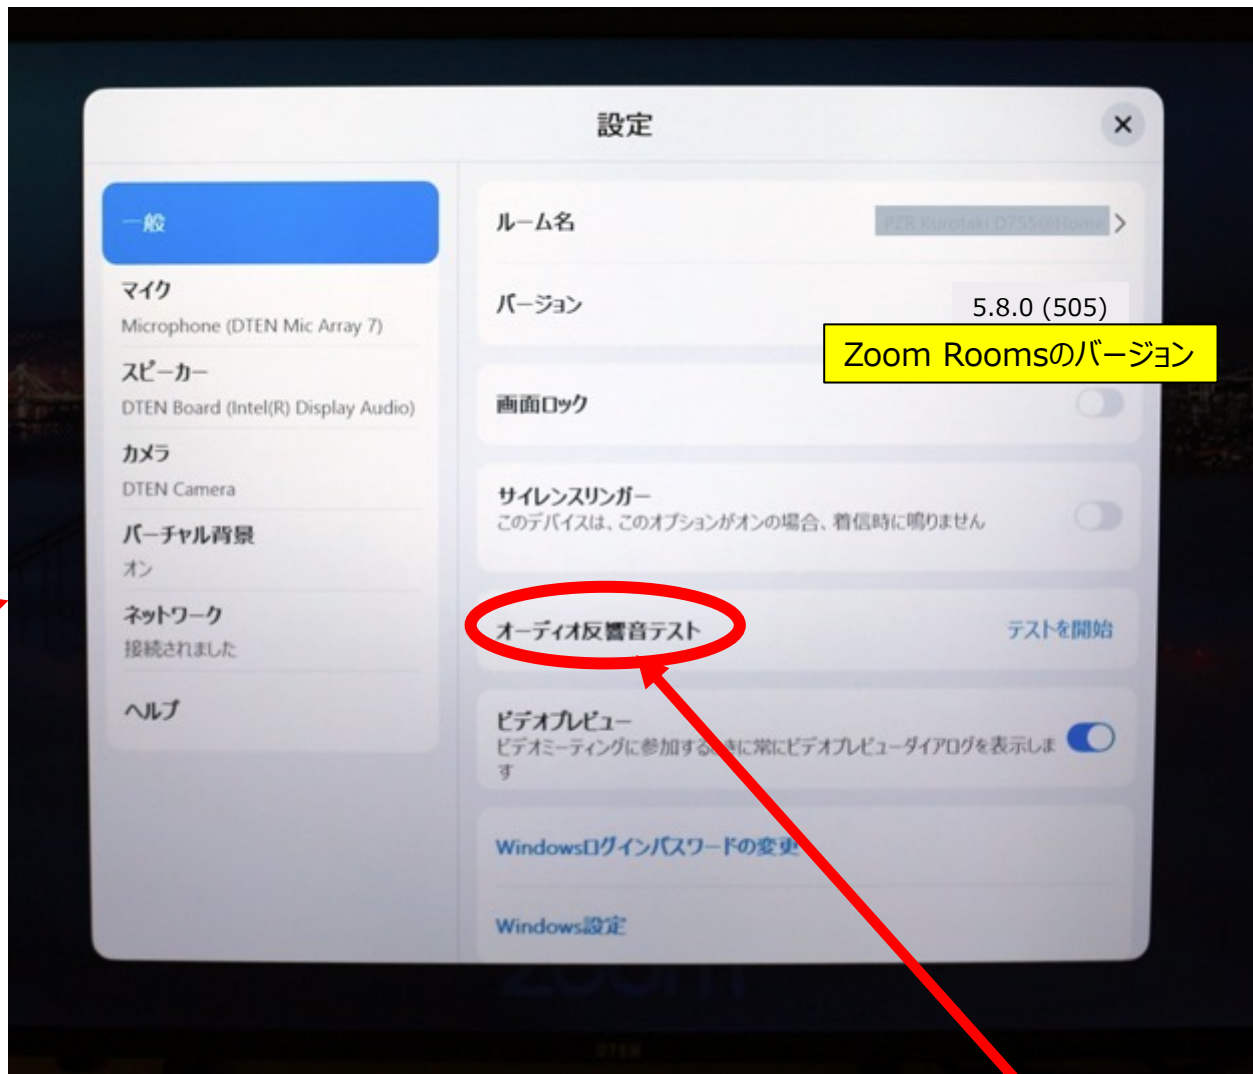 設定
一般
マイク
Microphone (DTEN Mic Array 7)
スピーカー
DTEN Board (Intel(R) Display Audio)
カメラ
DTEN Camera
バーチャル背景
オン
ネットワーク
接続されました
ヘルプ
ルーム名
PZR Kurotaki D755@Home
バージョン
5.8.0 (505)
Zoom Roomsのバージョン
画面ロック
サイレンスリンガー
このデバイスは、このオプションがオンの場合、着信時に鳴りません
オーディオ反響音テスト
テストを開始
ビデオプレビュー
ビデオミーティングに参加するときに常にビデオプレビューダイアログを表示しま
す
Windowsログインパスワードの変更
Windows設定
zoom
DTEN